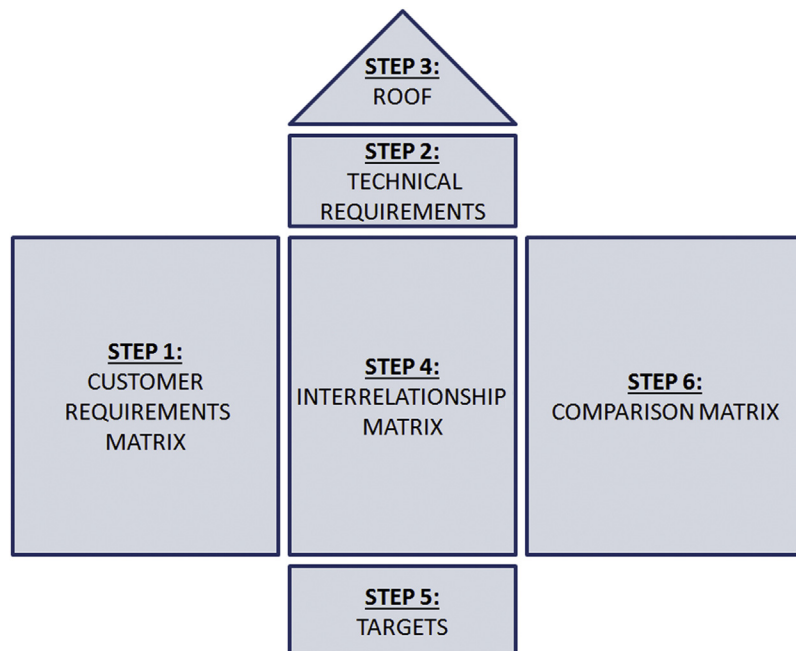 STEP 3:
ROOF
STEP 2:
TECHNICAL
REQUIREMENTS
STEP 1:
CUSTOMER
REQUIREMENTS
MATRIX
STEP 4:
INTERRELATIONSHIP
MATRIX
STEP 6:
COMPARISON MATRIX
STEP 5:
TARGETS